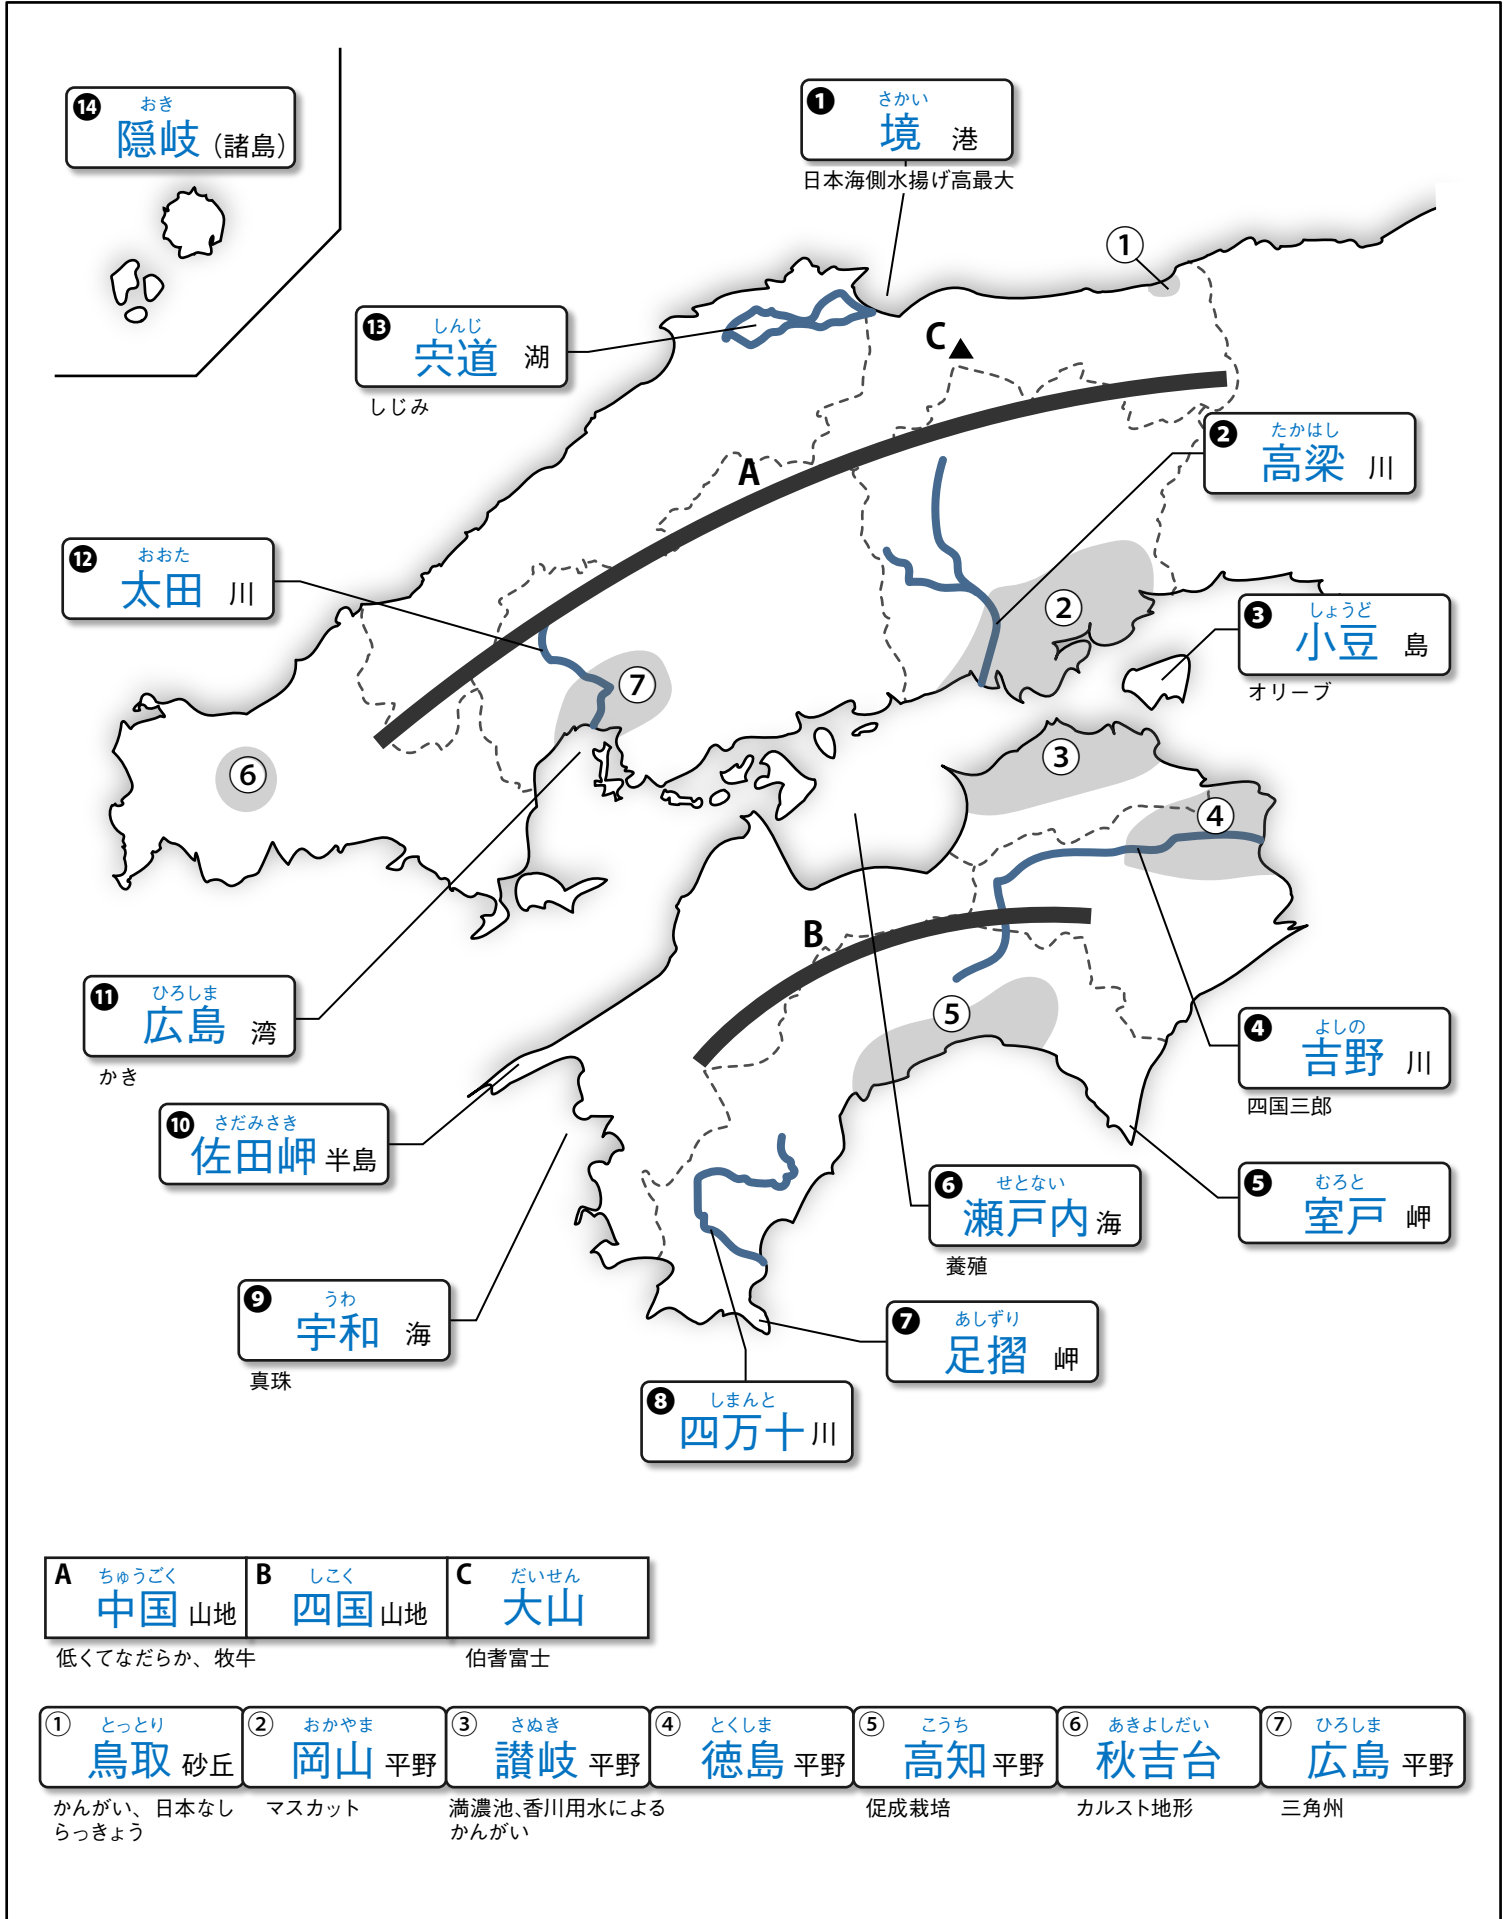 ⓮ おき
隠岐（諸島）
❶ さかい
境 港
日本海側水揚げ高最大
①
⓭ しんじ
宍道 湖
しじみ
C▲
❷ たかはし
高梁 川
A
⓬ おおた
太田 川
②
❸ しょうど
小豆 島
オリーブ
⑦
③
⑥
④
B
⓫ ひろしま
広島 湾
かき
⑤
❹ よしの
吉野 川
四国三郎
❿ さだみさき
佐田岬 半島
❻ せとない
瀬戸内 海
養殖
❺ むろと
室戸 岬
❾ うわ
宇和 海
真珠
❼ あしずり
足摺 岬
❽ しまんと
四万十 川
A ちゅうごく
中国 山地
低くてなだらか、牧牛
B しこく
四国 山地
C だいせん
大山
伯耆富士
① とっとり
鳥取 砂丘
かんがい、日本なし
らっきょう
② おかやま
岡山 平野
マスカット
③ さぬき
讃岐 平野
満濃池、香川用水による
かんがい
④ とくしま
徳島 平野
⑤ こうち
高知 平野
促成栽培
⑥ あきよしだい
秋吉台
カルスト地形
⑦ ひろしま
広島 平野
三角州